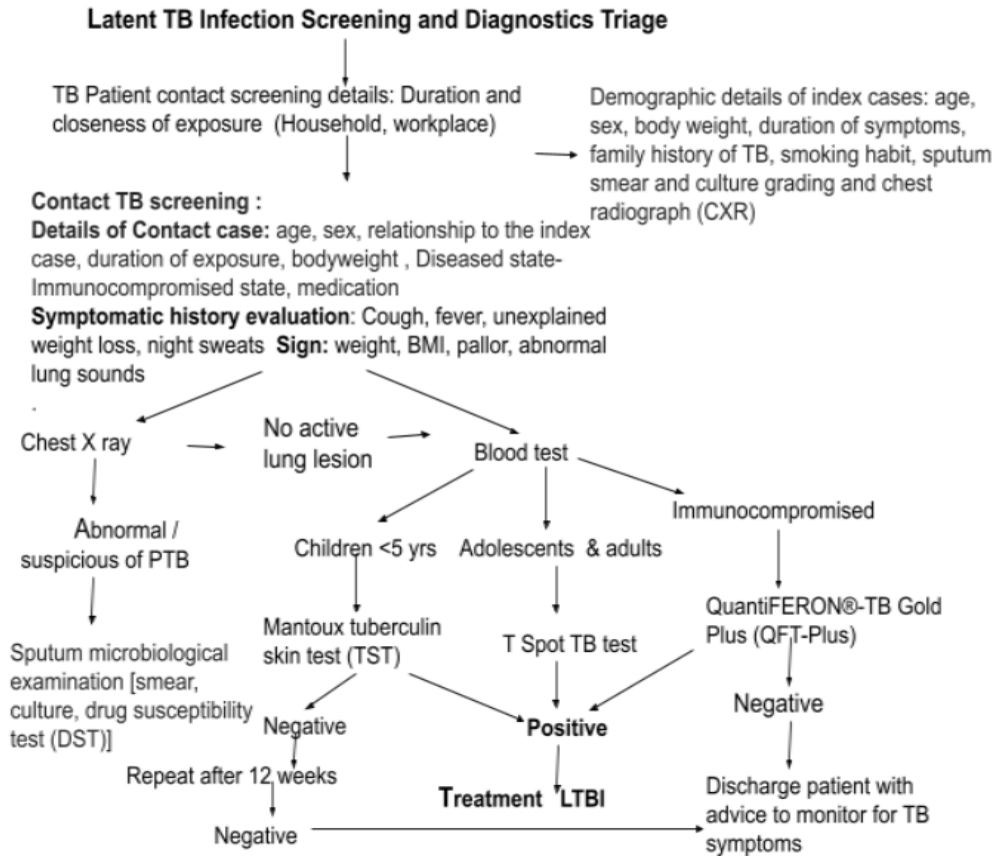 Latent TB Infection Screening and Diagnostics Triage
TB Patient contact screening details: Duration and
closeness of exposure (Household, workplace)
Demographic details of index cases: age,
sex, body weight, duration of symptoms,
family history of TB, smoking habit, sputum
smear and culture grading and chest
radiograph (CXR)
Contact TB screening :
Details of Contact case: age, sex, relationship to the index
case, duration of exposure, bodyweight , Diseased state-
Immunocompromised state, medication
Symptomatic history evaluation: Cough, fever, unexplained
weight loss, night sweats Sign: weight, BMI, pallor, abnormal
lung sounds
.
Chest X ray
No active
lung lesion
Blood test
Abnormal /
suspicious of PTB
Children <5 yrs
Adolescents & adults
Immunocompromised
Sputum microbiological
examination [smear,
culture, drug susceptibility
test (DST)]
Mantoux tuberculin
skin test (TST)
T Spot TB test
QuantiFERON®-TB Gold
Plus (QFT-Plus)
Negative
Positive
Negative
Repeat after 12 weeks
Treatment LTBI
Negative
Discharge patient with
advice to monitor for TB
symptoms